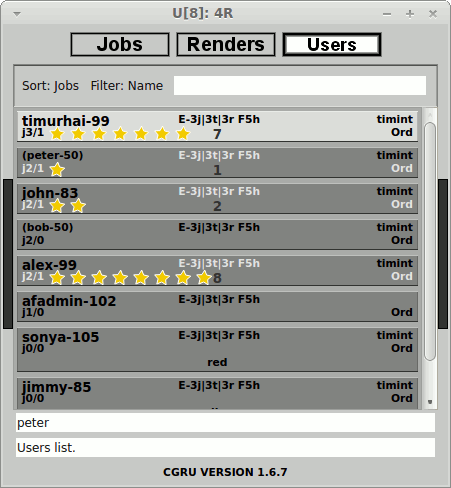 U[8]: 4R
Jobs Renders Users
Sort: Jobs Filter: Name
timurhai-99 E-3j|3t|3r F5h timint
j3/1 7 Ord
(peter-50) E-3j|3t|3r F5h timint
j2/1 1 Ord
john-83 E-3j|3t|3r F5h timint
j2/1 2 Ord
(bob-50) E-3j|3t|3r F5h timint
j2/0 Ord
alex-99 E-3j|3t|3r F5h timint
j2/1 8 Ord
afadmin-102 E-3j|3t|3r F5h
j1/0 Ord
sonya-105 E-3j|3t|3r F5h timint
j0/0 Ord
red
jimmy-85 E-3j|3t|3r F5h timint
j0/0 Ord
peter
Users list.
CGRU VERSION 1.6.7